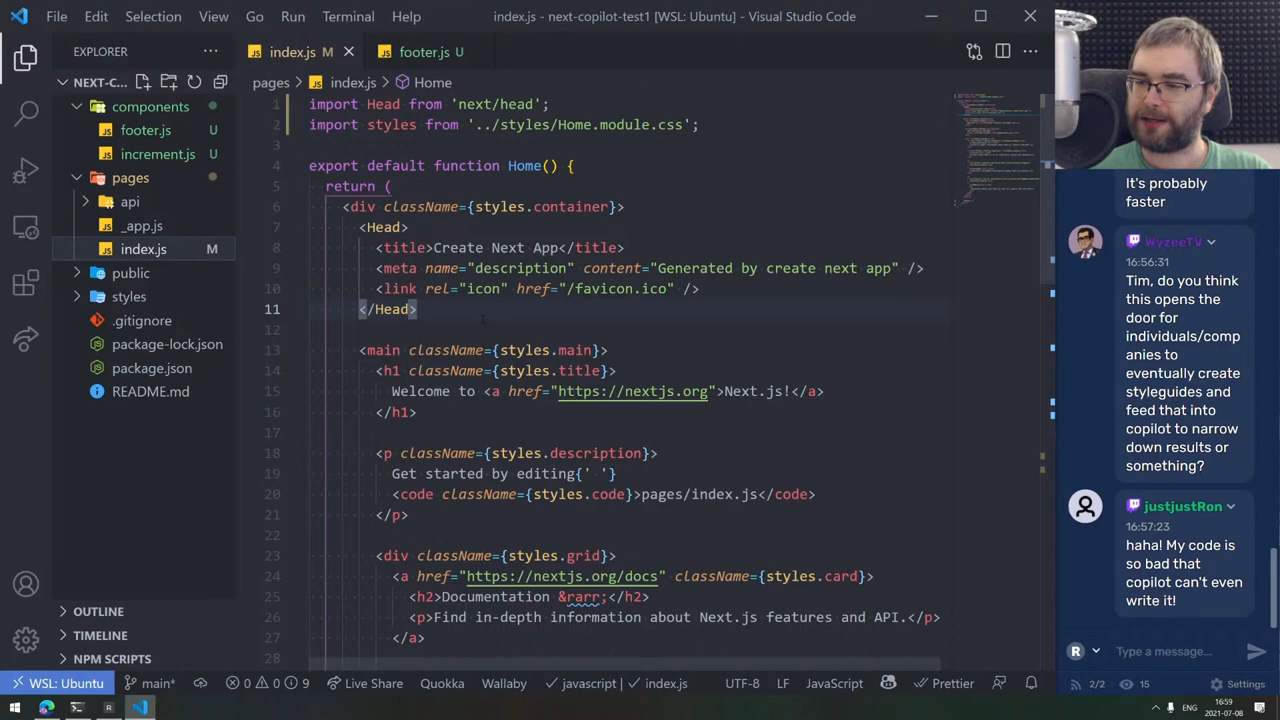 File Edit Selection View Go Run Terminal Help
index.js - next-copilot-test1 [WSL: Ubuntu] - Visual Studio Code
EXPLORER
NEXT-C...
components
footer.js U
increment.js U
pages
api
_app.js
index.js M
public
styles
.gitignore
package-lock.json
package.json
README.md
OUTLINE
TIMELINE
NPM SCRIPTS
index.js M
footer.js U
pages > index.js > Home
1 import Head from 'next/head';
import styles from '../styles/Home.module.css';
export default function Home() {
return (
6 <div className={styles.container}>
7 <Head>
8 <title>Create Next App</title>
9 <meta name="description" content="Generated by create next app" />
10 <link rel="icon" href="/favicon.ico" />
11 </Head>
12
13 <main className={styles.main}>
14 <h1 className={styles.title}>
15 Welcome to <a href="https://nextjs.org">Next.js!</a>
16 </h1>
17
18 <p className={styles.description}>
19 Get started by editing{' '}
20 <code className={styles.code}>pages/index.js</code>
21 </p>
22
23 <div className={styles.grid}>
24 <a href="https://nextjs.org/docs" className={styles.card}>
25 <h2>Documentation &rarr;</h2>
26 <p>Find in-depth information about Next.js features and API.</p>
27 </a>
28
WSL: Ubuntu main* 0 0 9 Live Share Quokka Wallaby javascript | ✓ index.js UTF-8 LF JavaScript Prettier
It's probably
faster
WyzeeTV
16:56:31
Tim, do you think
this opens the
door for
individuals/comp
anies to
eventually create
styleguides and
feed that into
copilot to narrow
down results or
something?
justjustRon
16:57:23
haha! My code is
so bad that
copilot can't even
write it!
R Type a message...
2/2 15 Settings
ENG
16:59
2021-07-08